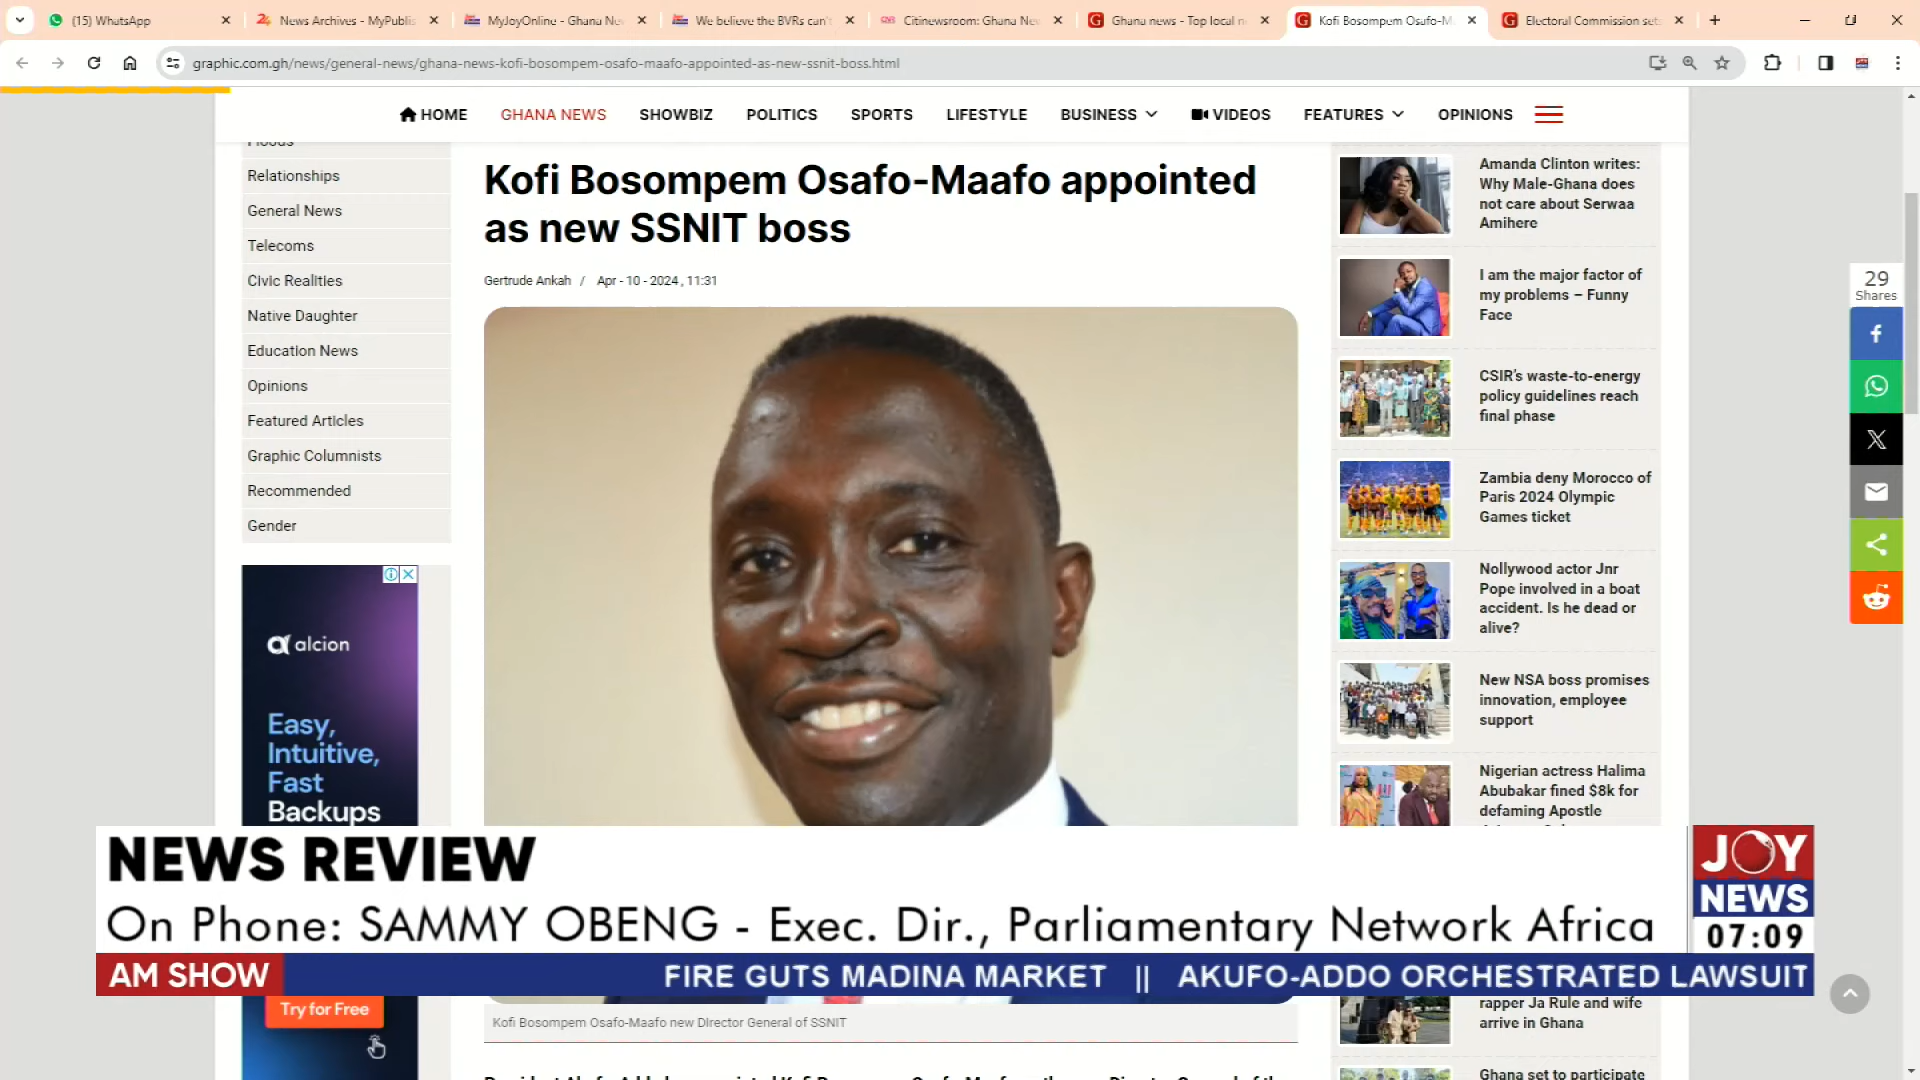 (15) WhatsApp
News Archives - MyPublis
MyJoyOnline - Ghana Ne
We believe the BVRs can't
Citinewsroom: Ghana Ne
Ghana news - Top local n
Kofi Bosompem Osafo-M
Electoral Commission set
graphic.com.gh/news/general-news/ghana-news-kofi-bosompem-osafo-maafo-appointed-as-new-ssnit-boss.html
HOME
GHANA NEWS
SHOWBIZ
POLITICS
SPORTS
LIFESTYLE
BUSINESS
VIDEOS
FEATURES
OPINIONS
Floods
Relationships
General News
Telecoms
Civic Realities
Native Daughter
Education News
Opinions
Featured Articles
Graphic Columnists
Recommended
Gender
alcion
Easy,
Intuitive,
Fast
Backups
Try for Free
Kofi Bosompem Osafo-Maafo appointed
as new SSNIT boss
Gertrude Ankah / Apr - 10 - 2024 , 11:31
Kofi Bosompem Osafo-Maafo new Director General of SSNIT
Amanda Clinton writes:
Why Male-Ghana does
not care about Serwaa
Amihere
I am the major factor of
my problems – Funny
Face
CSIR's waste-to-energy
policy guidelines reach
final phase
Zambia deny Morocco of
Paris 2024 Olympic
Games ticket
Nollywood actor Jnr
Pope involved in a boat
accident. Is he dead or
alive?
New NSA boss promises
innovation, employee
support
Nigerian actress Halima
Abubakar fined $8k for
defaming Apostle
rapper Ja Rule and wife
arrive in Ghana
Ghana set to participate
29
Shares
NEWS REVIEW
On Phone: SAMMY OBENG - Exec. Dir., Parliamentary Network Africa
JOY
NEWS
07:09
AM SHOW
FIRE GUTS MADINA MARKET || AKUFO-ADDO ORCHESTRATED LAWSUIT